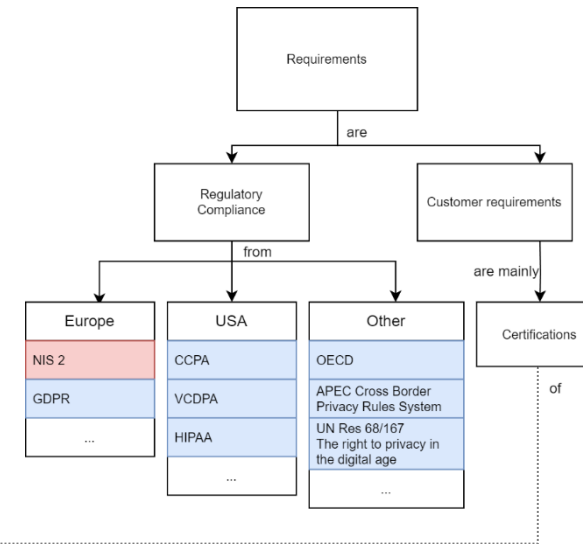 Requirements
are
Regulatory
Compliance
Customer requirements
from
are mainly
Europe
NIS 2
GDPR
...
USA
CCPA
VCDPA
HIPAA
...
Other
OECD
APEC Cross Border
Privacy Rules System
UN Res 68/167
The right to privacy in
the digital age
...
Certifications
of